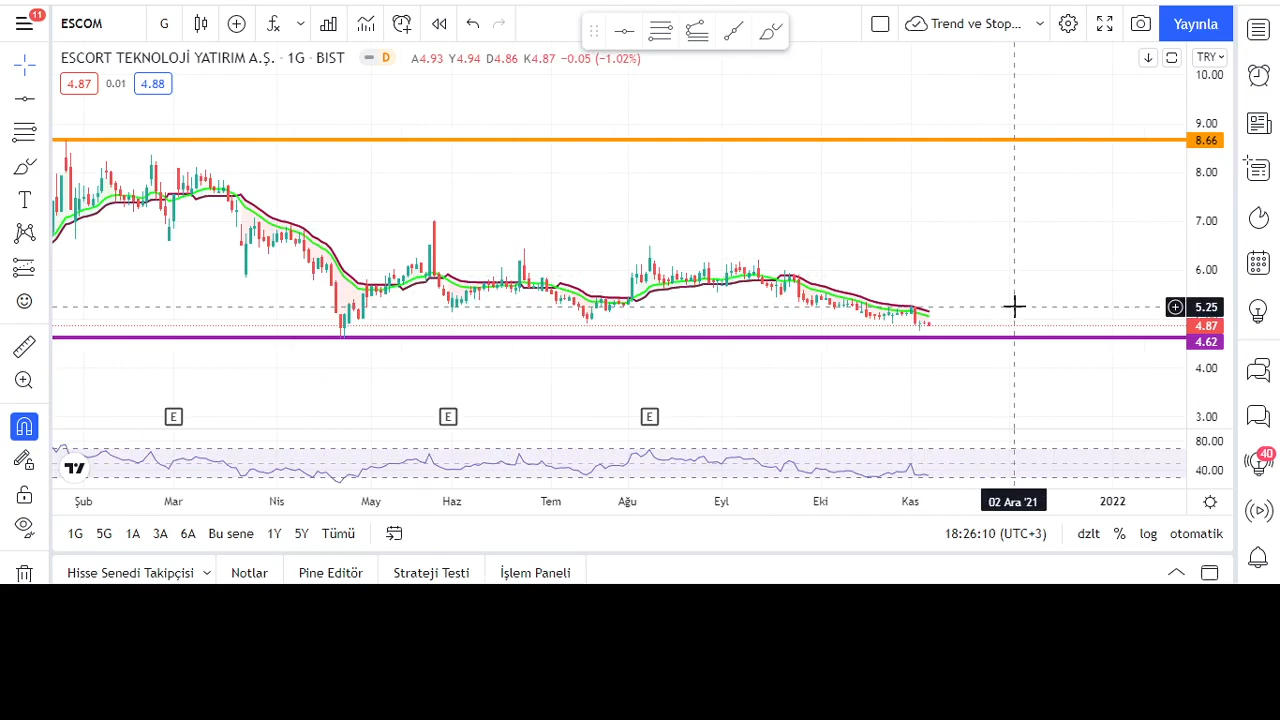 11
ESCOM
G
Trend ve Stop...
Yayınla
ESCORT TEKNOLOJİ YATIRIM A.Ş. · 1G · BIST
D
A4.93 Y4.94 D4.86 K4.87 −0.05 (−1.02%)
TRY
4.87
0.01
4.88
10.00
9.00
8.66
8.00
7.00
6.00
5.25
4.87
4.62
4.00
3.00
E
E
E
80.00
40.00
40
Şub
Mar
Nis
May
Haz
Tem
Ağu
Eyl
Eki
Kas
02 Ara '21
2022
1G
5G
1A
3A
6A
Bu sene
1Y
5Y
Tümü
18:26:10 (UTC+3)
dzlt
%
log
otomatik
Hisse Senedi Takipçisi
Notlar
Pine Editör
Strateji Testi
İşlem Paneli